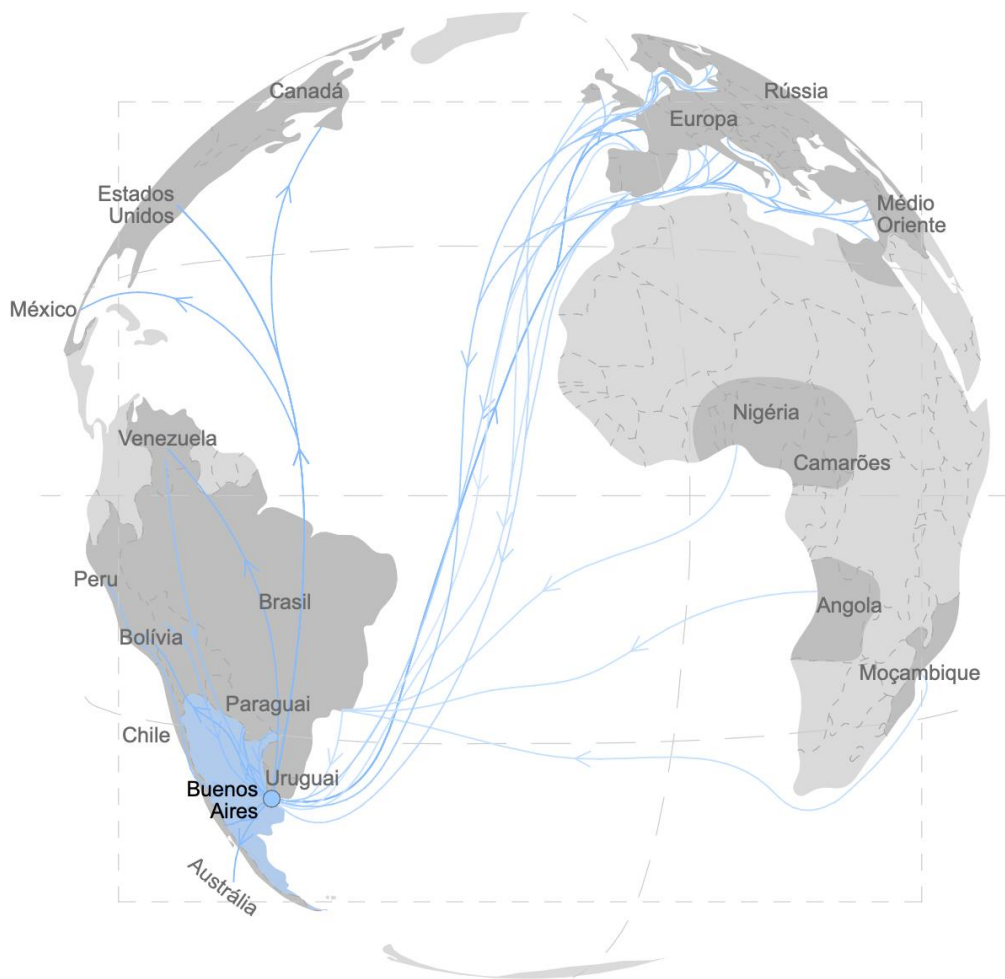 Canadá
Rússia
Europa
Estados
Unidos
Médio
Oriente
México
Nigéria
Venezuela
Camarões
Peru
Brasil
Angola
Bolívia
Moçambique
Paraguai
Chile
Uruguai
Buenos
Aires
Austrália